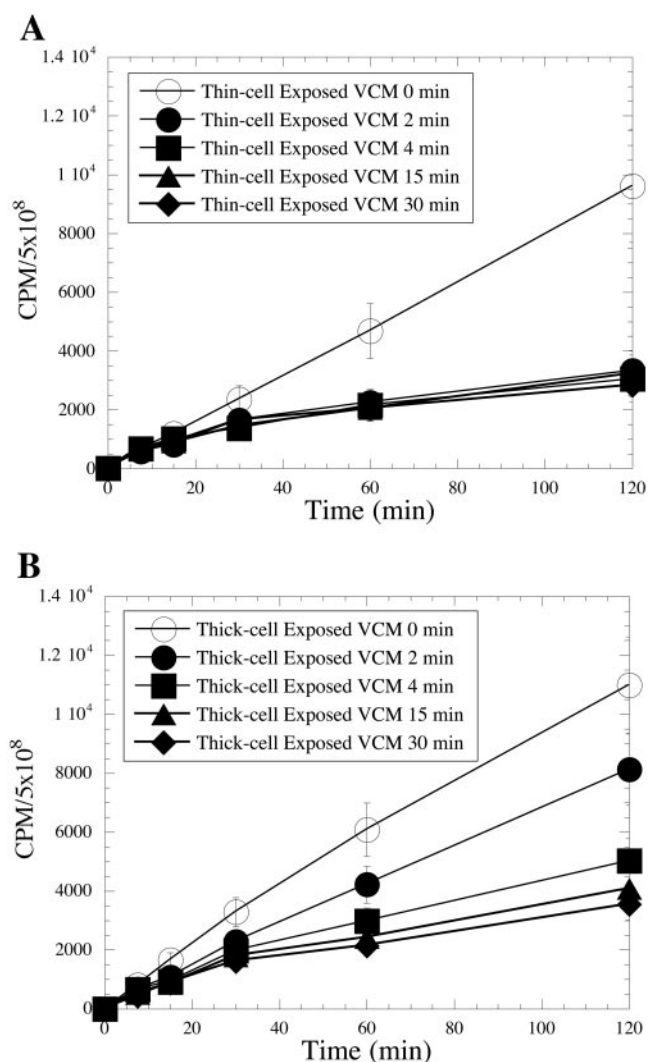 A
1.4 10⁴
1.2 10⁴
1 10⁴
8000
6000
4000
2000
0
CPM/5x10⁸
Thin-cell Exposed VCM 0 min
Thin-cell Exposed VCM 2 min
Thin-cell Exposed VCM 4 min
Thin-cell Exposed VCM 15 min
Thin-cell Exposed VCM 30 min
0 20 40 60 80 100 120
Time (min)
B
1.4 10⁴
1.2 10⁴
1 10⁴
8000
6000
4000
2000
0
CPM/5x10⁸
Thick-cell Exposed VCM 0 min
Thick-cell Exposed VCM 2 min
Thick-cell Exposed VCM 4 min
Thick-cell Exposed VCM 15 min
Thick-cell Exposed VCM 30 min
0 20 40 60 80 100 120
Time (min)